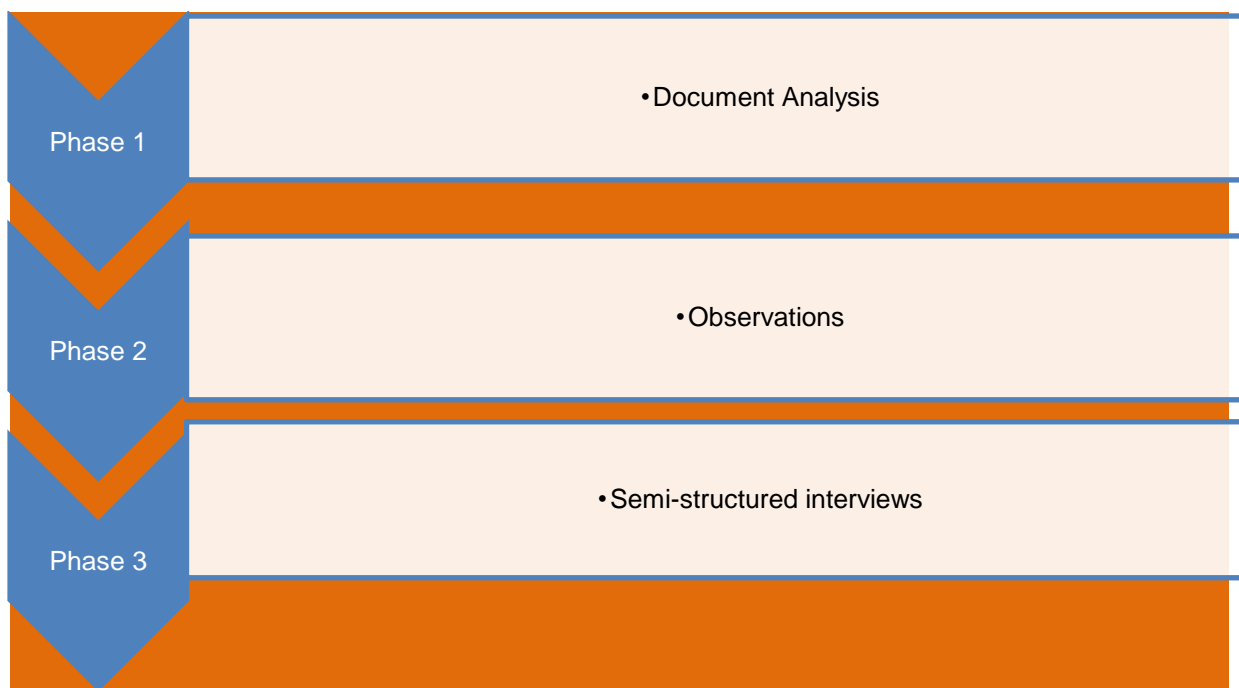 Phase 1
•Document Analysis
Phase 2
•Observations
Phase 3
•Semi-structured interviews